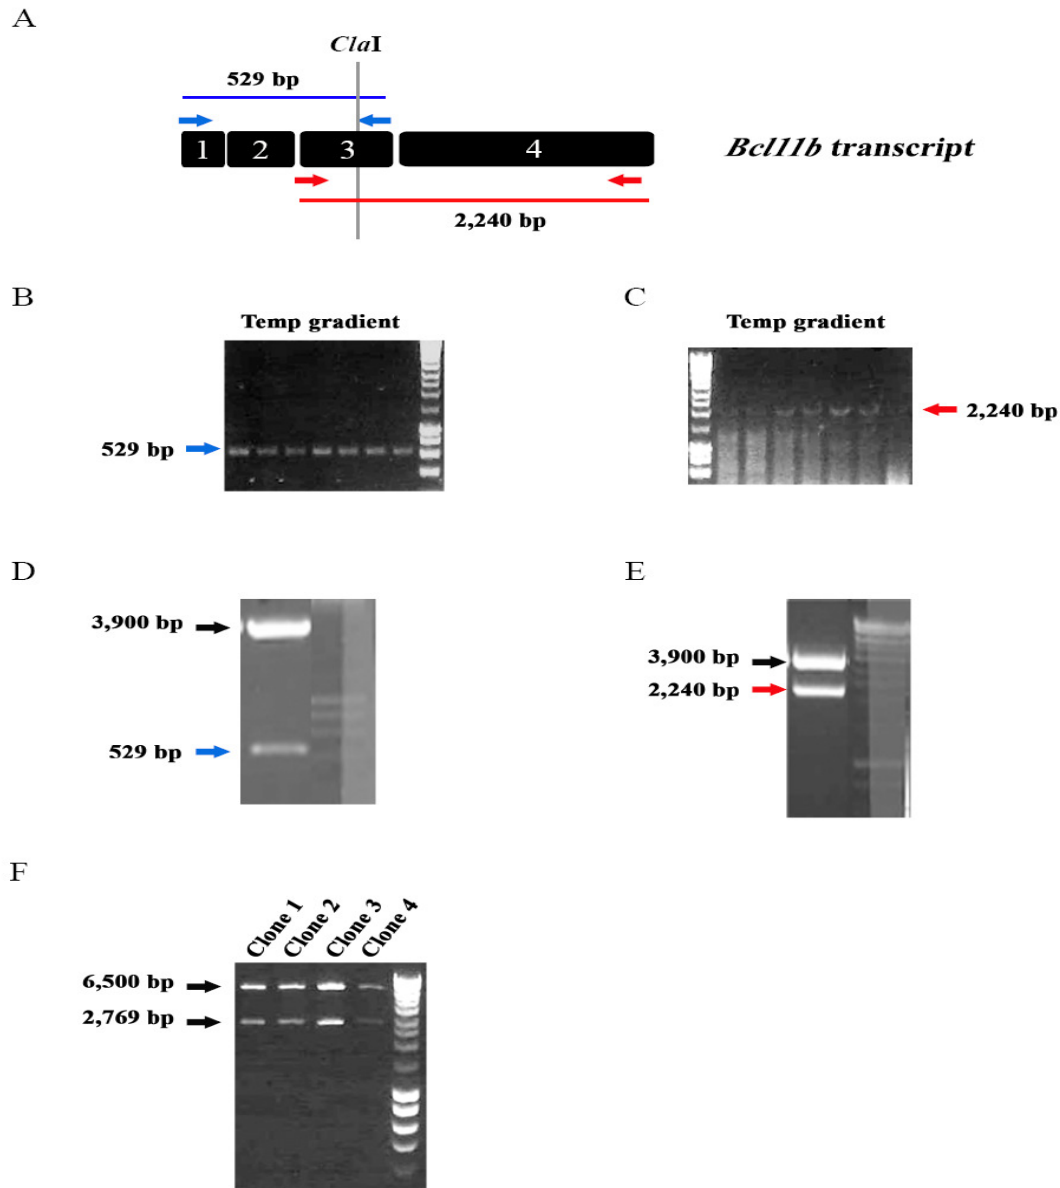 A
ClaI
529 bp
1 2 3 4
Bcl11b transcript
2,240 bp
B
Temp gradient
529 bp
C
Temp gradient
2,240 bp
D
3,900 bp
529 bp
E
3,900 bp
2,240 bp
F
Clone 1 Clone 2 Clone 3 Clone 4
6,500 bp
2,769 bp